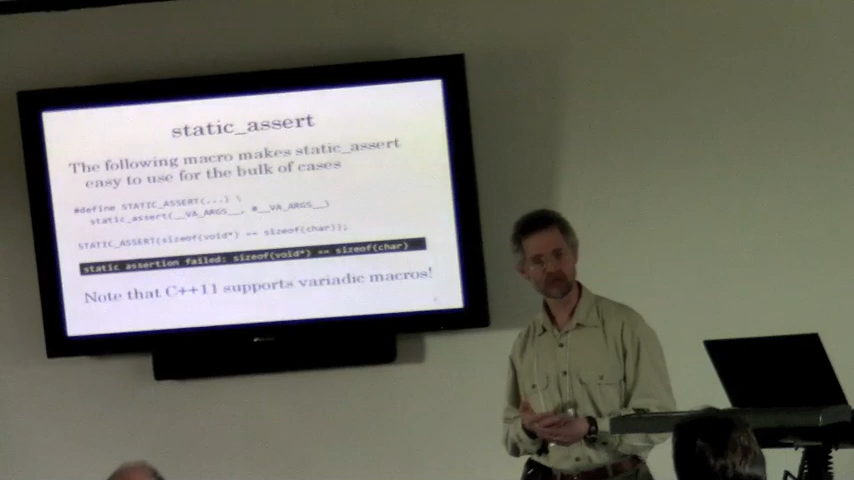 static_assert
The following macro makes static_assert
easy to use for the bulk of cases
#define STATIC_ASSERT(...) \
static_assert(__VA_ARGS__, #__VA_ARGS__)
STATIC_ASSERT(sizeof(void*) == sizeof(char));
static assertion failed: sizeof(void*) == sizeof(char)
Note that C++11 supports variadic macros!